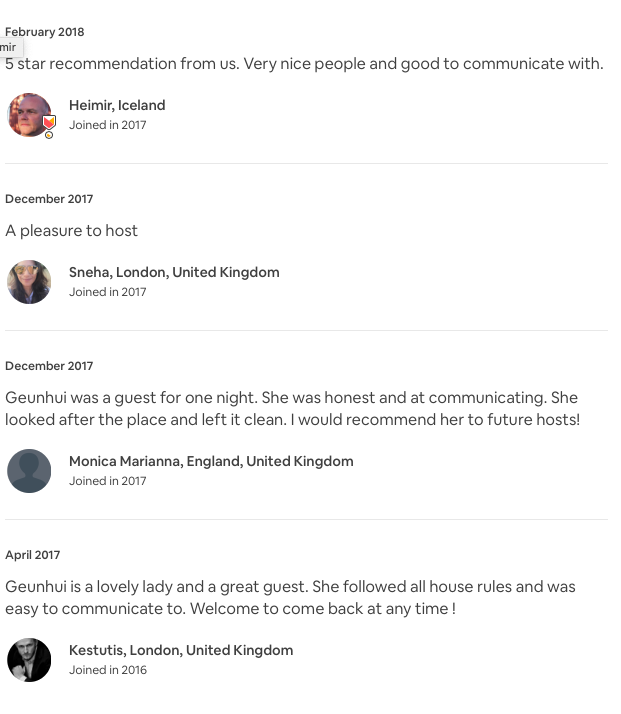 February 2018
mir
5 star recommendation from us. Very nice people and good to communicate with.
Heimir, Iceland
Joined in 2017
December 2017
A pleasure to host
Sneha, London, United Kingdom
Joined in 2017
December 2017
Geunhui was a guest for one night. She was honest and at communicating. She
looked after the place and left it clean. I would recommend her to future hosts!
Monica Marianna, England, United Kingdom
Joined in 2017
April 2017
Geunhui is a lovely lady and a great guest. She followed all house rules and was
easy to communicate to. Welcome to come back at any time !
Kestutis, London, United Kingdom
Joined in 2016